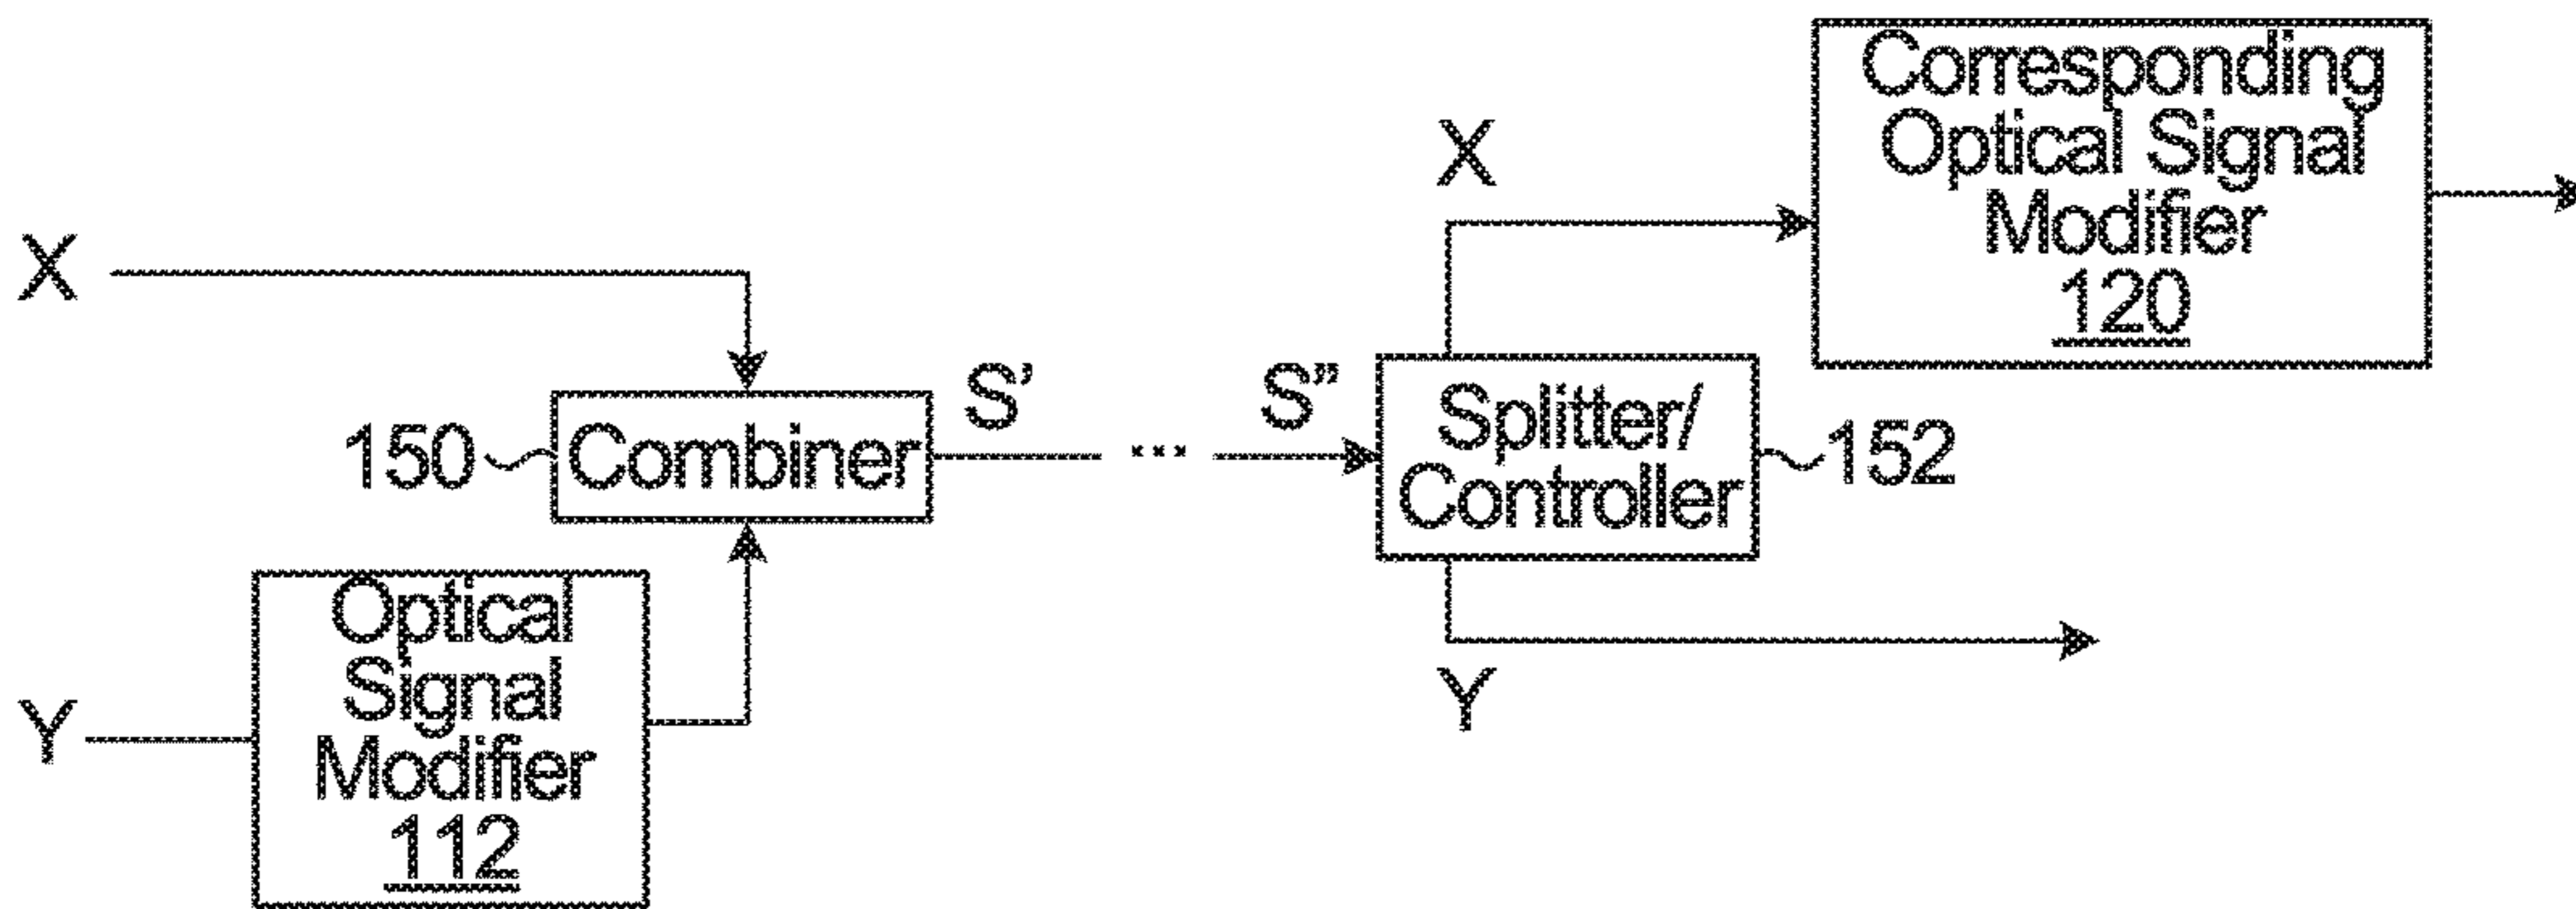 X
150
Combiner
S'
Y
Optical
Signal
Modifier
112
S"
X
Splitter/
Controller
152
Y
Corresponding
Optical Signal
Modifier
120